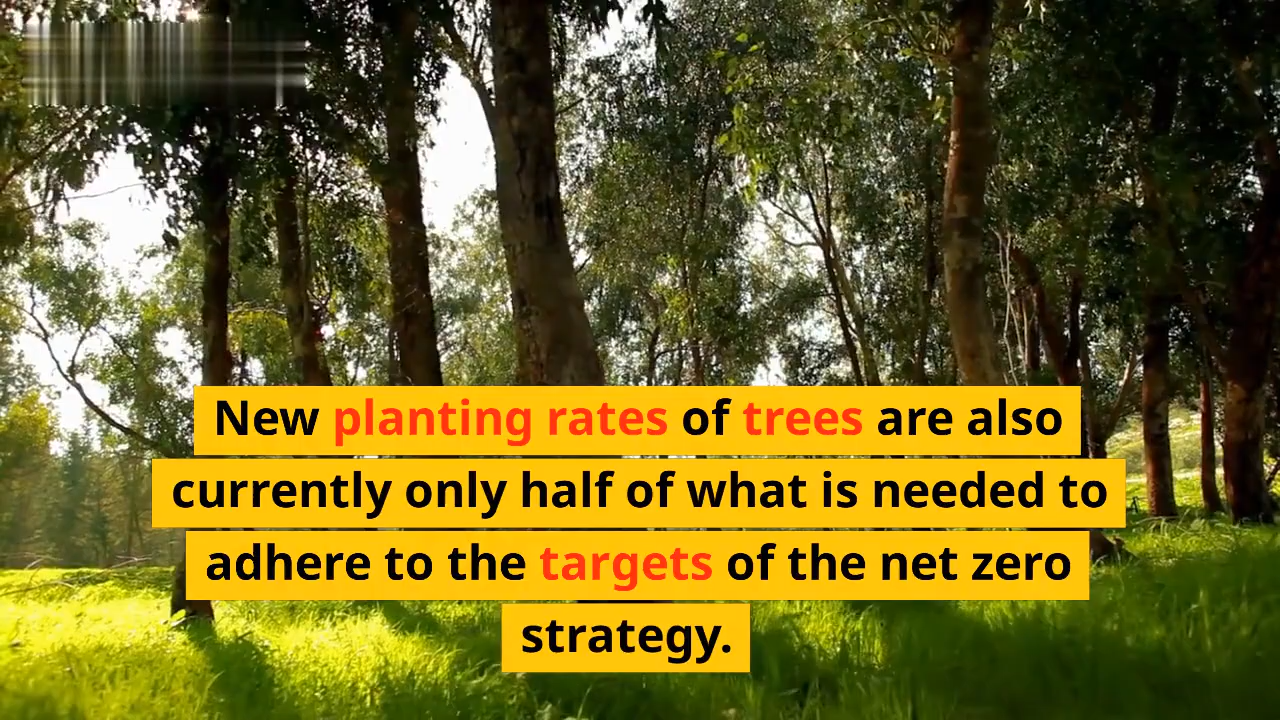 New planting rates of trees are also
currently only half of what is needed to
adhere to the targets of the net zero
strategy.